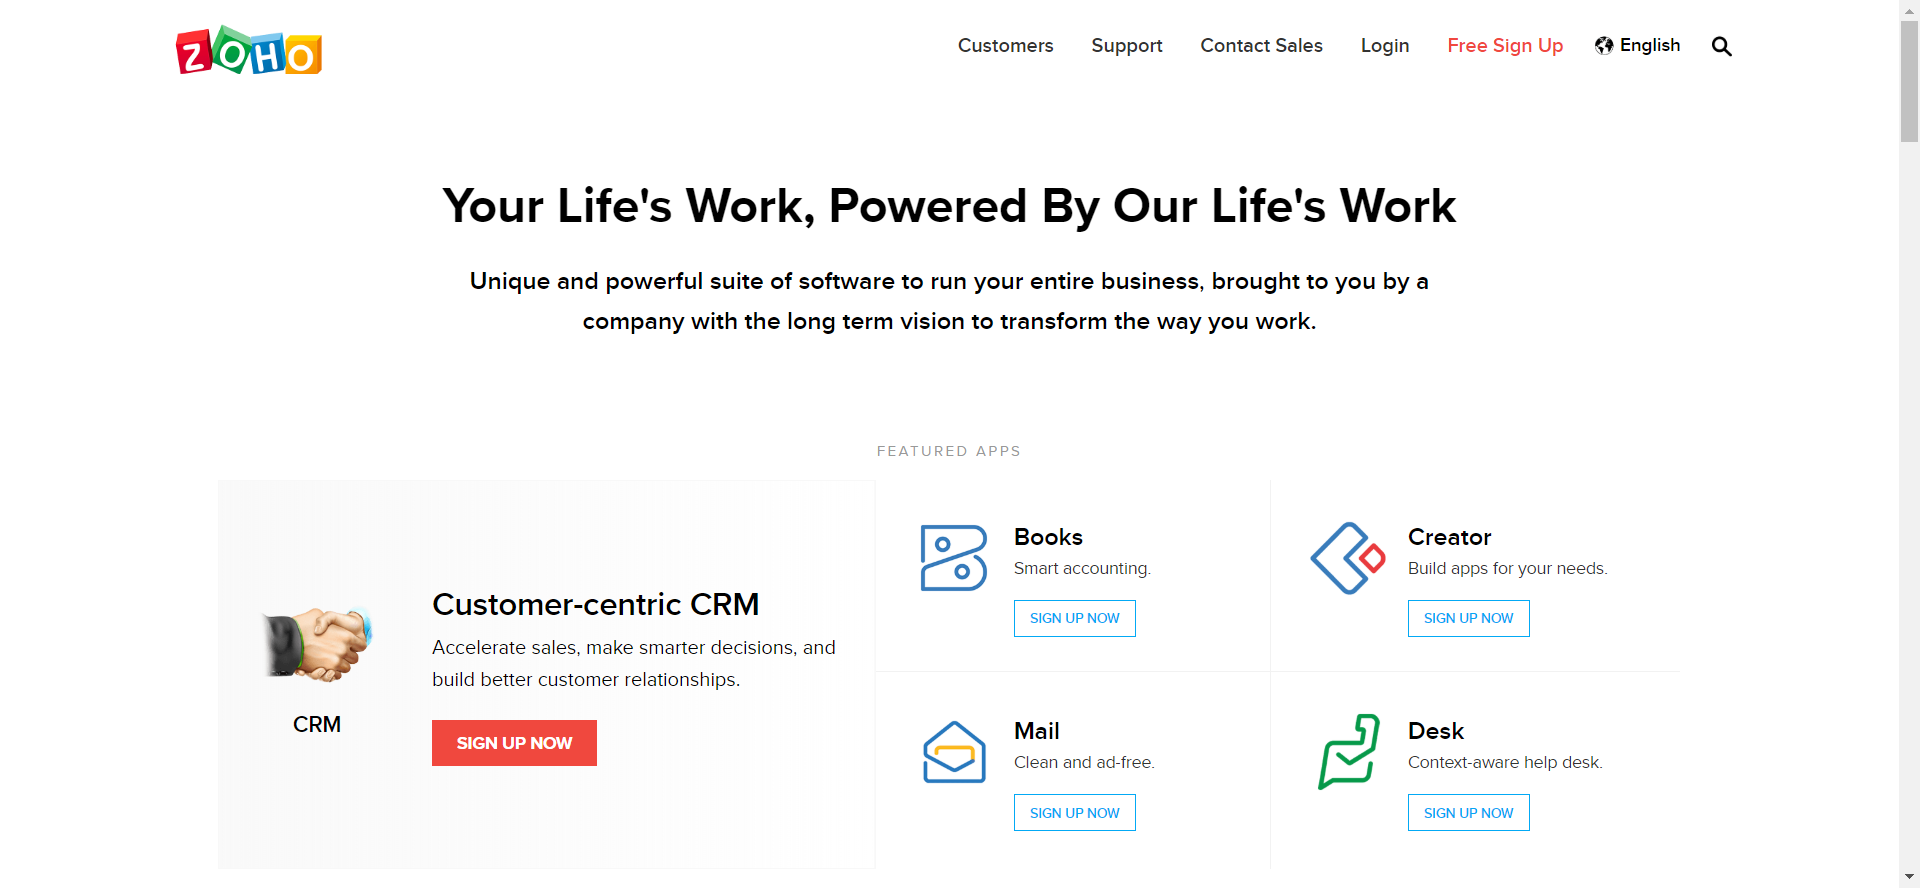 ZOHO
Customers
Support
Contact Sales
Login
Free Sign Up
English
Your Life's Work, Powered By Our Life's Work
Unique and powerful suite of software to run your entire business, brought to you by a
company with the long term vision to transform the way you work.
FEATURED APPS
CRM
Customer-centric CRM
Accelerate sales, make smarter decisions, and
build better customer relationships.
SIGN UP NOW
Books
Smart accounting.
SIGN UP NOW
Creator
Build apps for your needs.
SIGN UP NOW
Mail
Clean and ad-free.
SIGN UP NOW
Desk
Context-aware help desk.
SIGN UP NOW